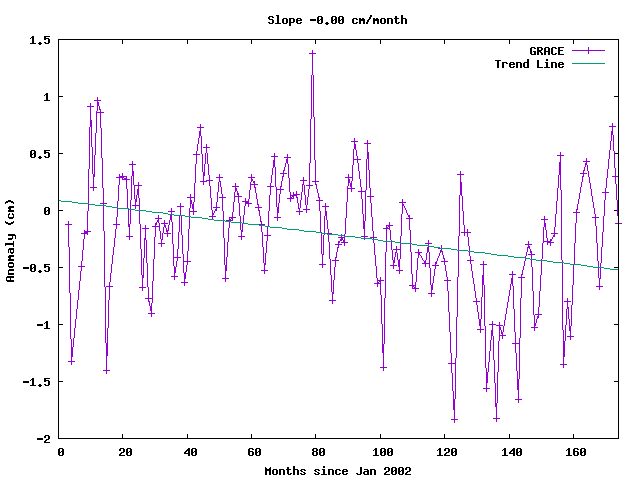 Slope -0.00 cm/month
GRACE
Trend Line
1.5
1
0.5
0
-0.5
-1
-1.5
-2
Anomaly (cm)
0 20 40 60 80 100 120 140 160
Months since Jan 2002